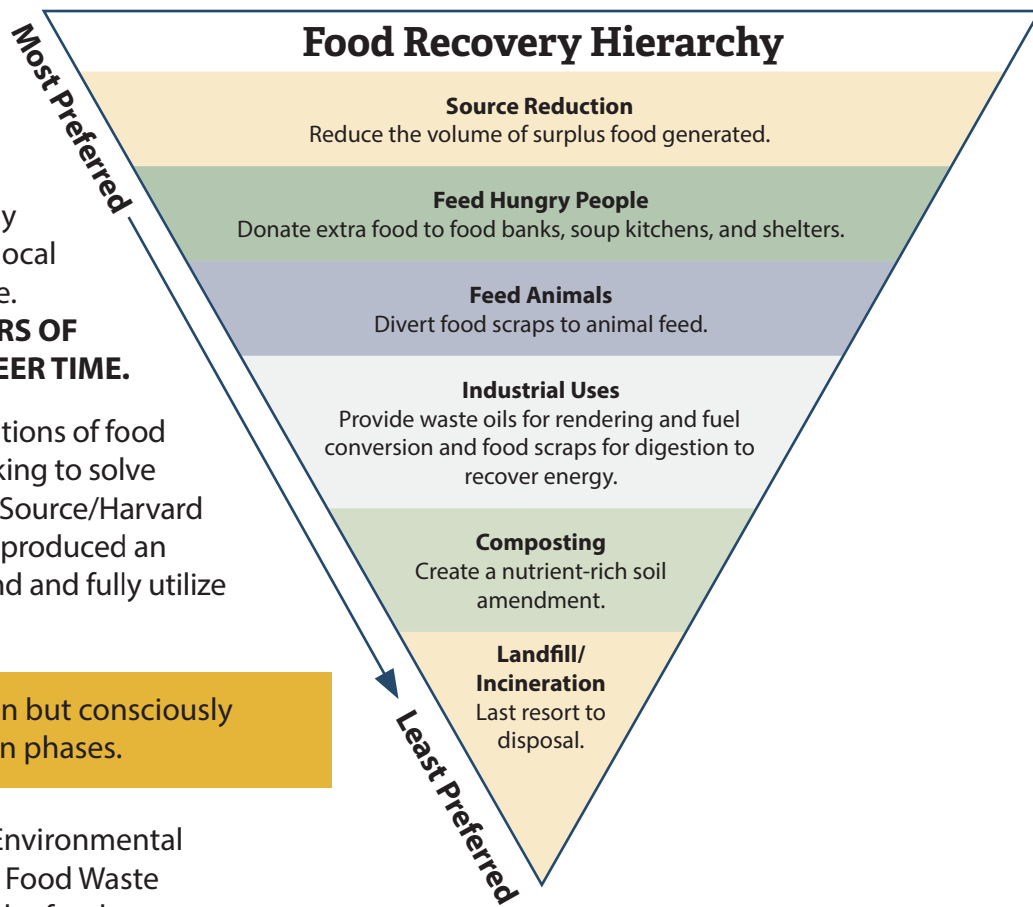 Food Recovery Hierarchy
Most Preferred
Source Reduction
Reduce the volume of surplus food generated.
Feed Hungry People
Donate extra food to food banks, soup kitchens, and shelters.
Feed Animals
Divert food scraps to animal feed.
Industrial Uses
Provide waste oils for rendering and fuel
conversion and food scraps for digestion to
recover energy.
Composting
Create a nutrient-rich soil
amendment.
Landfill/
Incineration
Last resort to
disposal.
Least Preferred
y
ocal
e.
RS OF
EER TIME.
tions of food
king to solve
Source/Harvard
produced an
nd and fully utilize
n but consciously
n phases.
Environmental
Food Waste